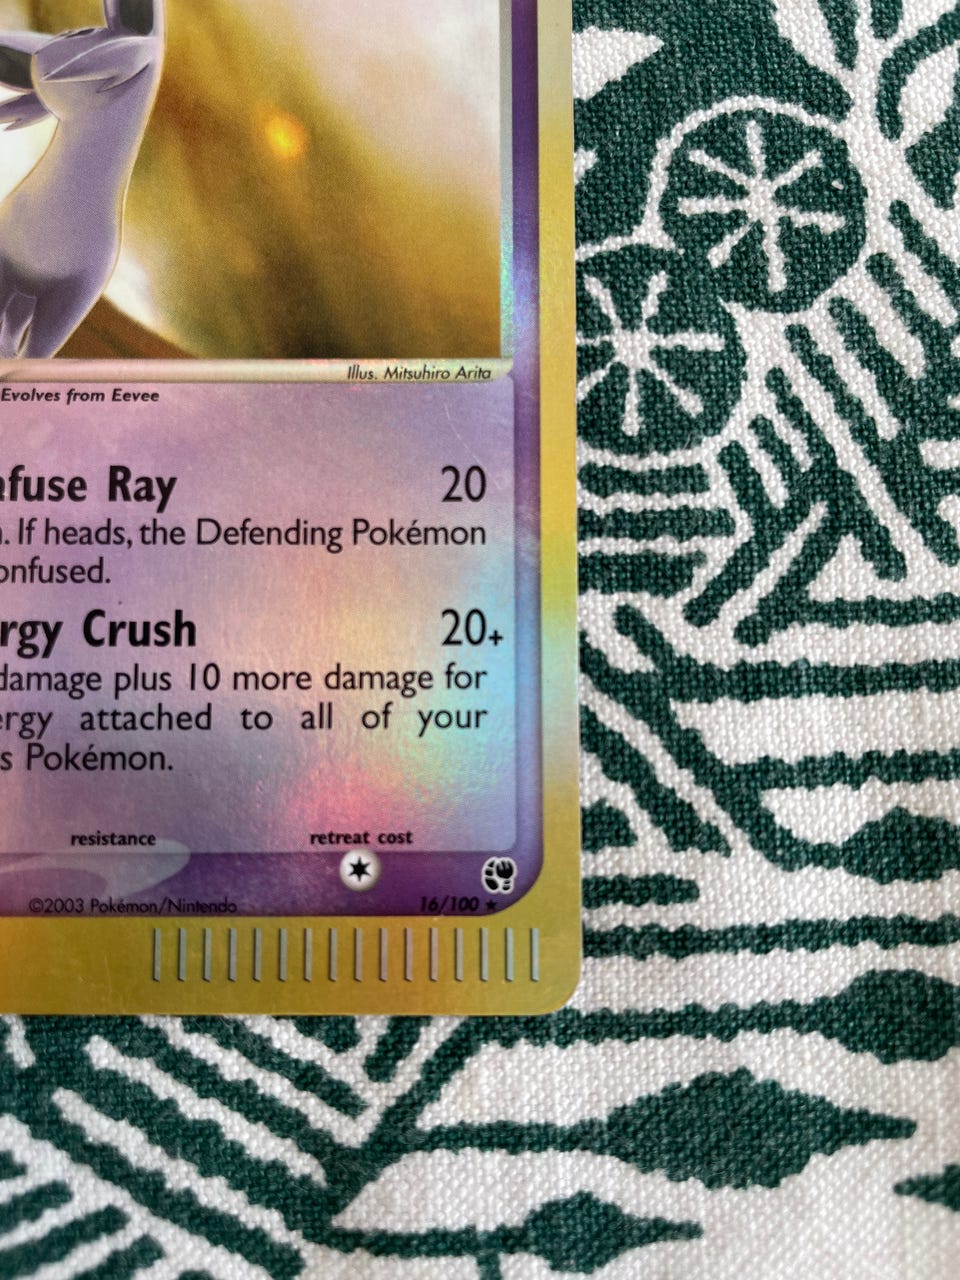 Illus. Mitsuhiro Arita
Evolves from Eevee
nfuse Ray 20
. If heads, the Defending Pokémon
onfused.
rgy Crush 20+
damage plus 10 more damage for
ergy attached to all of your
s Pokémon.
resistance retreat cost
©2003 Pokémon/Nintendo 16/100 ★